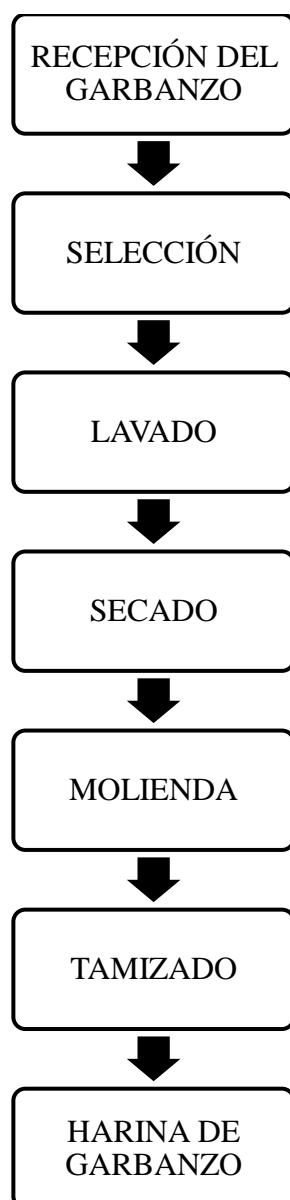 RECEPCIÓN DEL
GARBANZO
SELECCIÓN
LAVADO
SECADO
MOLIENDA
TAMIZADO
HARINA DE
GARBANZO